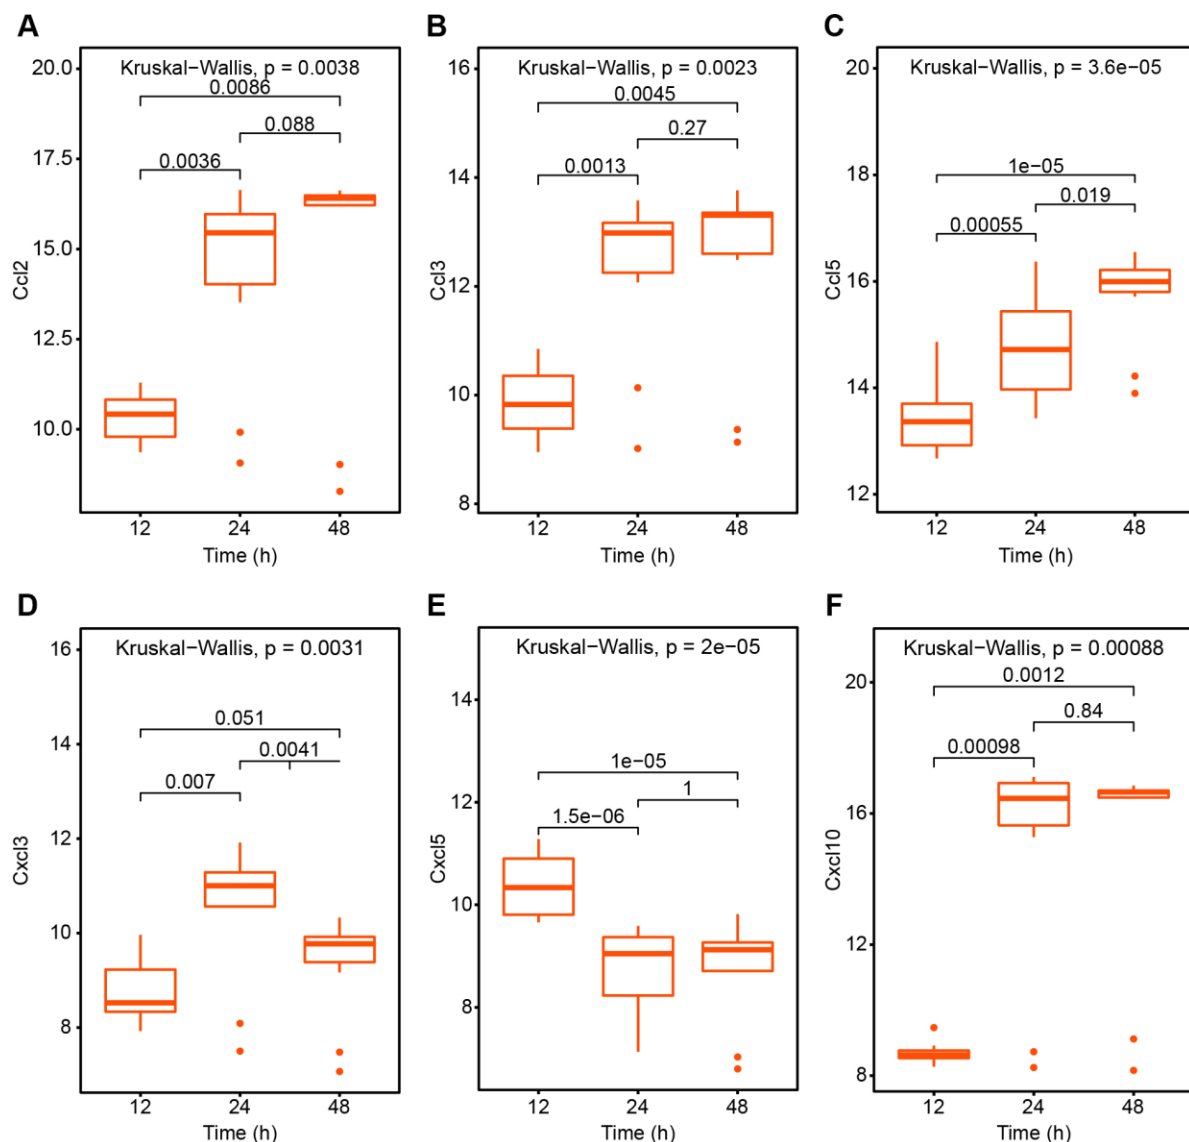 A
Kruskal−Wallis, p = 0.0038
0.0086
0.088
0.0036
20.0
17.5
15.0
12.5
10.0
Ccl2
12 24 48
Time (h)
B
Kruskal−Wallis, p = 0.0023
0.0045
0.27
0.0013
16
14
12
10
8
Ccl3
12 24 48
Time (h)
C
Kruskal−Wallis, p = 3.6e−05
1e−05
0.019
0.00055
20
18
16
14
12
Ccl5
12 24 48
Time (h)
D
Kruskal−Wallis, p = 0.0031
0.051
0.0041
0.007
16
14
12
10
8
Cxcl3
12 24 48
Time (h)
E
Kruskal−Wallis, p = 2e−05
1e−05
1
1.5e−06
14
12
10
8
Cxcl5
12 24 48
Time (h)
F
Kruskal−Wallis, p = 0.00088
0.0012
0.84
0.00098
20
16
12
8
Cxcl10
12 24 48
Time (h)